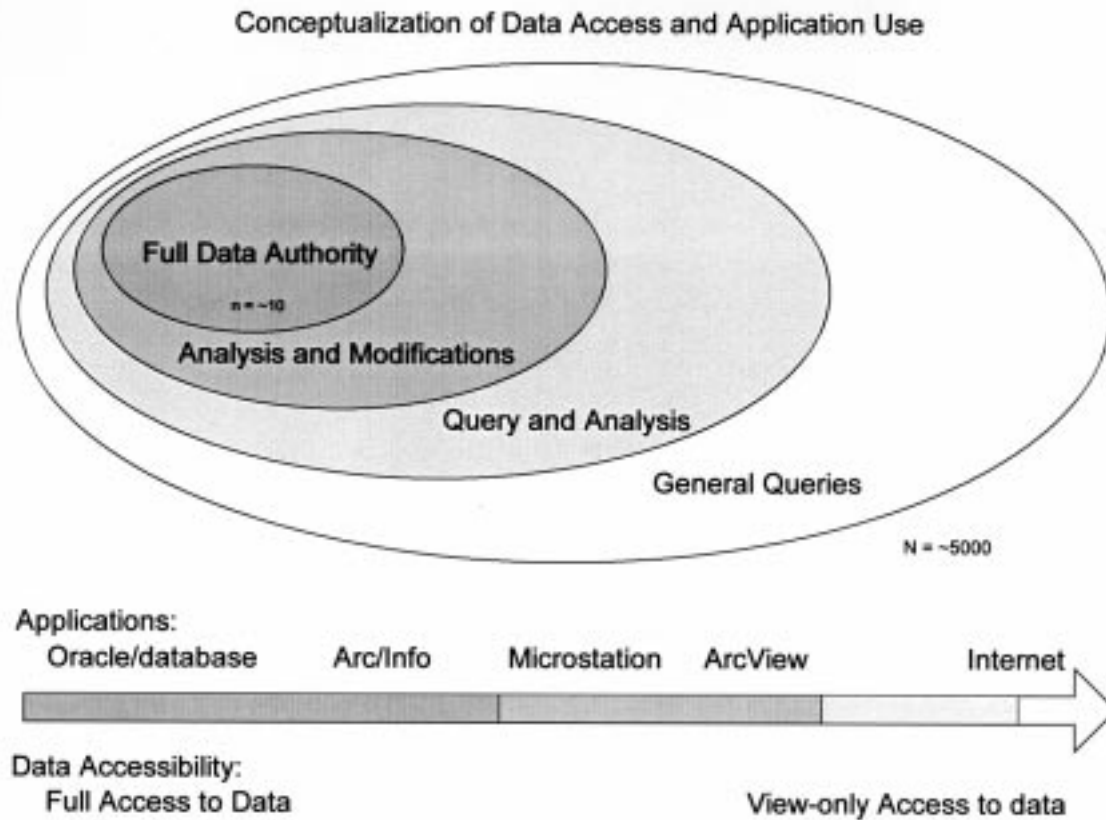 Conceptualization of Data Access and Application Use
Full Data Authority
n = ~10
Analysis and Modifications
Query and Analysis
General Queries
N = ~5000
Applications:
Oracle/database Arc/Info Microstation ArcView Internet
Data Accessibility:
Full Access to Data View-only Access to data